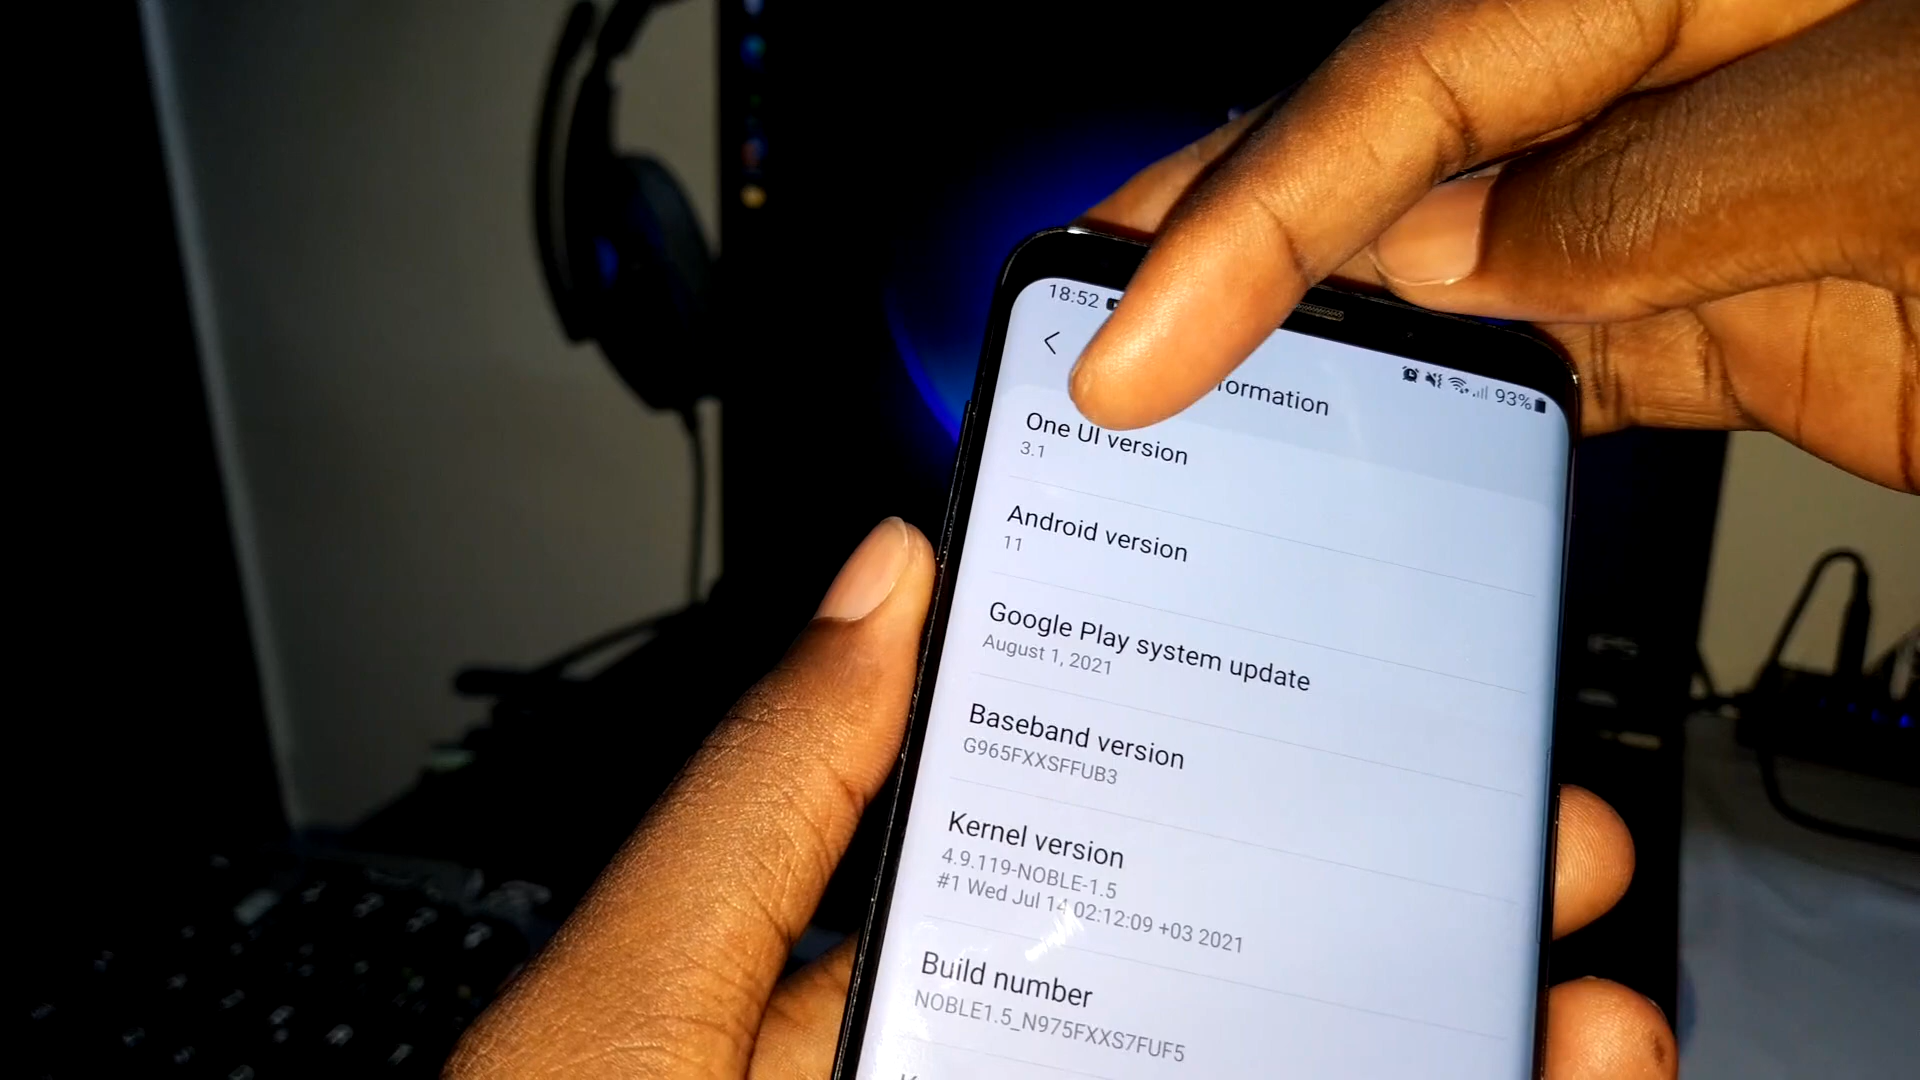 18:52
93%
formation
One UI version
3.1
Android version
11
Google Play system update
August 1, 2021
Baseband version
G965FXXSFFUB3
Kernel version
4.9.119-NOBLE-1.5
#1 Wed Jul 14 02:12:09 +03 2021
Build number
NOBLE1.5_N975FXXS7FUF5